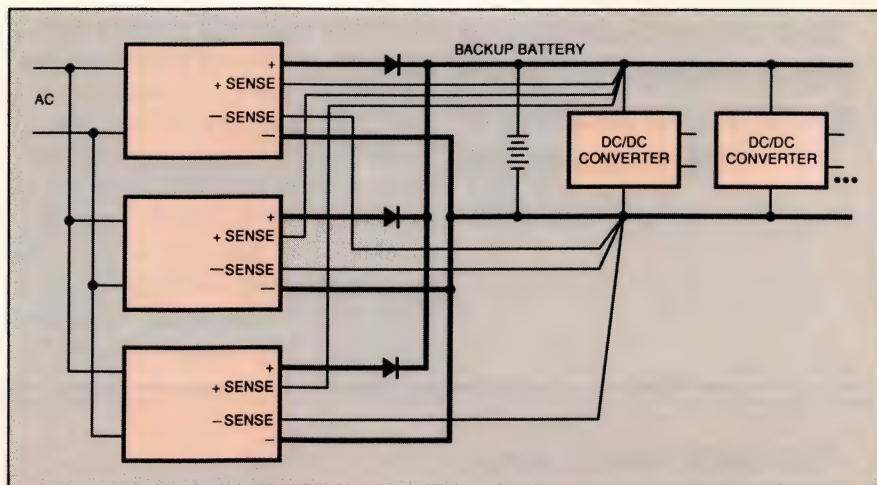 BACKUP BATTERY
AC
+
+ SENSE
— SENSE
—
DC/DC
CONVERTER
DC/DC
CONVERTER
•••
+
+ SENSE
—SENSE
—
+
+ SENSE
—SENSE
—